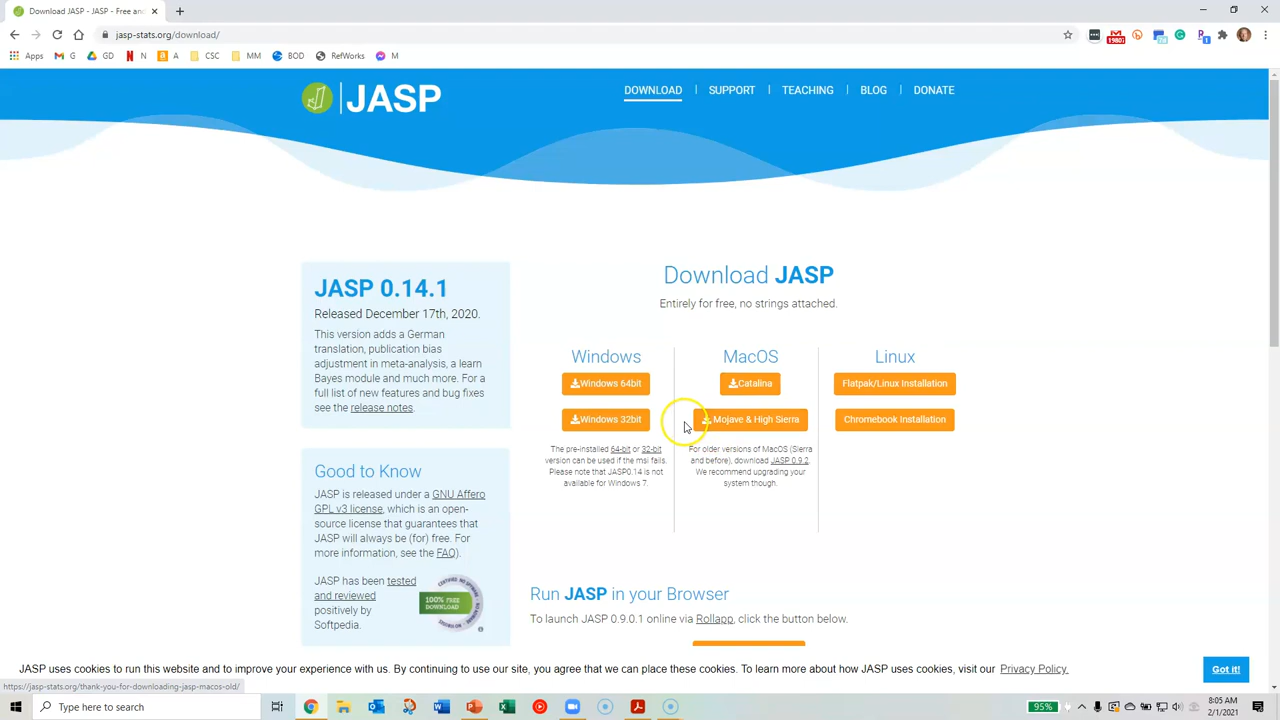 Download JASP - JASP - Free and
jasp-stats.org/download/
19807
Apps
G
GD
N
A
CSC
MM
BOD
RefWorks
M
JASP
DOWNLOAD
SUPPORT
TEACHING
BLOG
DONATE
JASP 0.14.1
Released December 17th, 2020.
This version adds a German
translation, publication bias
adjustment in meta-analysis, a learn
Bayes module and much more. For a
full list of new features and bug fixes
see the release notes.
Good to Know
JASP is released under a GNU Affero
GPL v3 license, which is an open-
source license that guarantees that
JASP will always be (for) free. For
more information, see the FAQ).
JASP has been tested
and reviewed
positively by
Softpedia.
100% FREE
DOWNLOAD
Download JASP
Entirely for free, no strings attached.
Windows
Windows 64bit
Windows 32bit
The pre-installed 64-bit or 32-bit
version can be used if the msi fails.
Please note that JASP0.14 is not
available for Windows 7.
MacOS
Catalina
Mojave & High Sierra
For older versions of MacOS (Sierra
and before), download JASP 0.9.2.
We recommend upgrading your
system though.
Linux
Flatpak/Linux Installation
Chromebook Installation
Run JASP in your Browser
To launch JASP 0.9.0.1 online via Rollapp, click the button below.
JASP uses cookies to run this website and to improve your experience with us. By continuing to use our site, you agree that we can place these cookies. To learn more about how JASP uses cookies, visit our Privacy Policy.
Got it!
https://jasp-stats.org/thank-you-for-downloading-jasp-macos-old/
Type here to search
95%
8:05 AM
2/1/2021